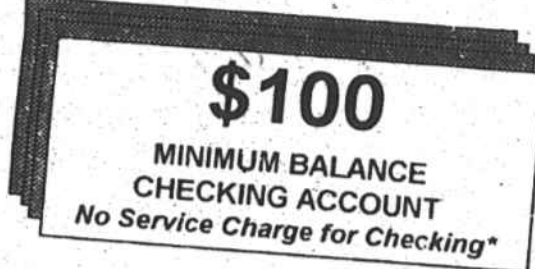 $100
MINIMUM BALANCE
CHECKING ACCOUNT
No Service Charge for Checking*